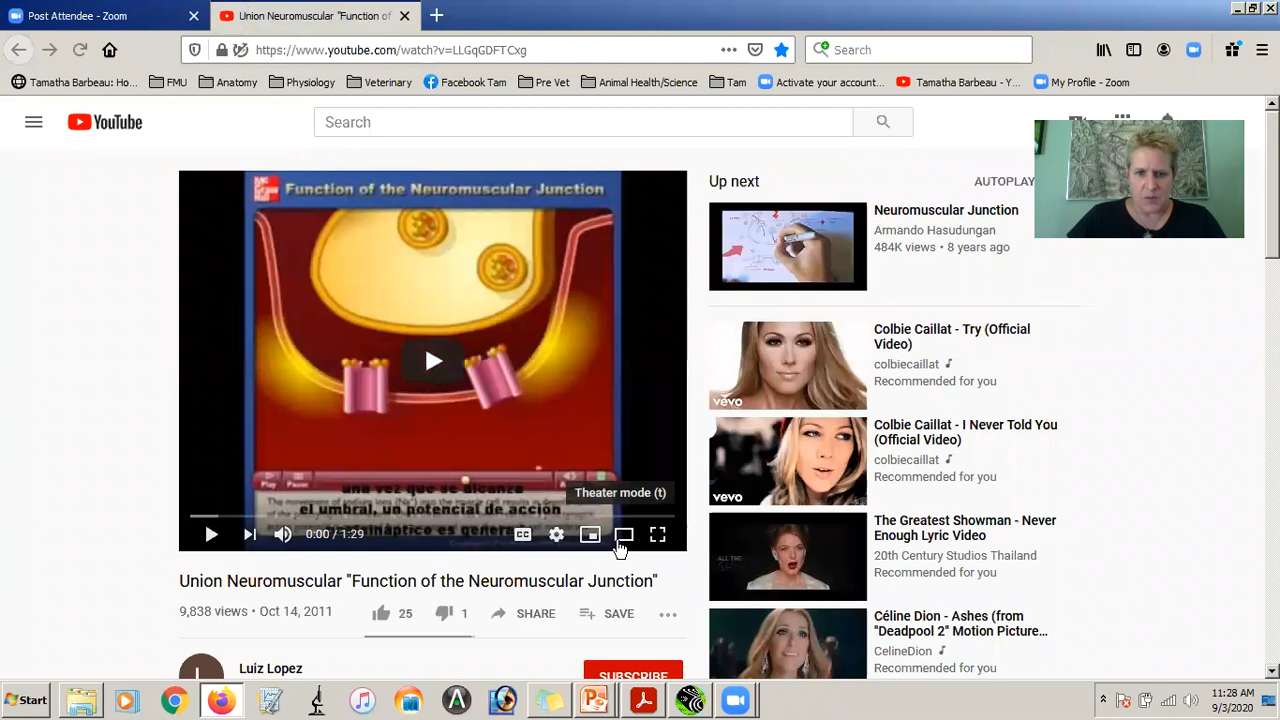 Post Attendee - Zoom
Union Neuromuscular "Function of
https://www.youtube.com/watch?v=LLGqGDFTCxg
Search
Tamatha Barbeau: Ho...
FMU
Anatomy
Physiology
Veterinary
Facebook Tam
Pre Vet
Animal Health/Science
Tam
Activate your account...
Tamatha Barbeau - Y...
My Profile - Zoom
YouTube
Search
Function of the Neuromuscular Junction
una vez que se alcanza
el umbral, un potencial de acción
Theater mode (t)
0:00 / 1:29
CC
Union Neuromuscular "Function of the Neuromuscular Junction"
9,838 views • Oct 14, 2011
25
1
SHARE
SAVE
Luiz Lopez
SUBSCRIBE
Up next
AUTOPLAY
Neuromuscular Junction
Armando Hasudungan
484K views • 8 years ago
Colbie Caillat - Try (Official
Video)
colbiecaillat
Recommended for you
vevo
Colbie Caillat - I Never Told You
(Official Video)
colbiecaillat
Recommended for you
vevo
The Greatest Showman - Never
Enough Lyric Video
20th Century Studios Thailand
Recommended for you
ALL THE
Céline Dion - Ashes (from
"Deadpool 2" Motion Picture...
CelineDion
Recommended for you
Start
11:28 AM
9/3/2020